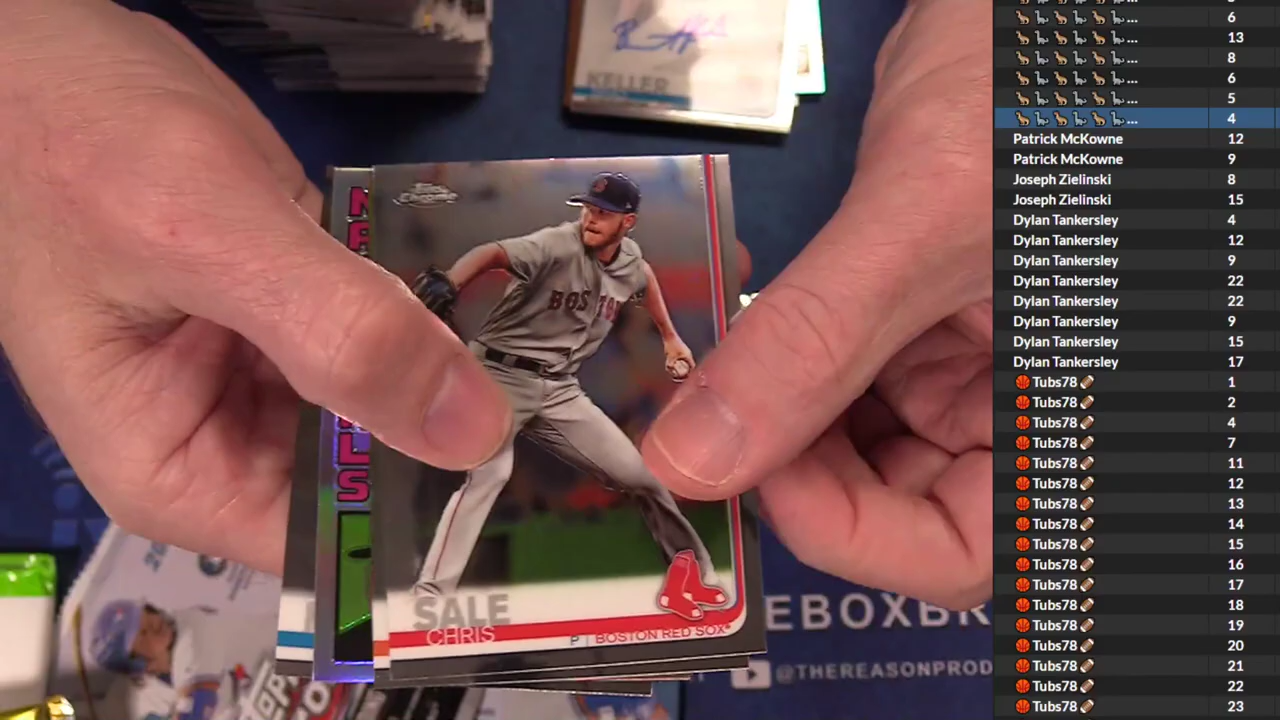 KELLER
Topps
Chrome
BOSTON
SALE
CHRIS
P | BOSTON RED SOX
EBOXBR
@THEREASONPROD
20
6
13
8
6
5
4
Patrick McKowne 12
Patrick McKowne 9
Joseph Zielinski 8
Joseph Zielinski 15
Dylan Tankersley 4
Dylan Tankersley 12
Dylan Tankersley 9
Dylan Tankersley 22
Dylan Tankersley 22
Dylan Tankersley 9
Dylan Tankersley 15
Dylan Tankersley 17
Tubs78 1
Tubs78 2
Tubs78 4
Tubs78 7
Tubs78 11
Tubs78 12
Tubs78 13
Tubs78 14
Tubs78 15
Tubs78 16
Tubs78 17
Tubs78 18
Tubs78 19
Tubs78 20
Tubs78 21
Tubs78 22
Tubs78 23